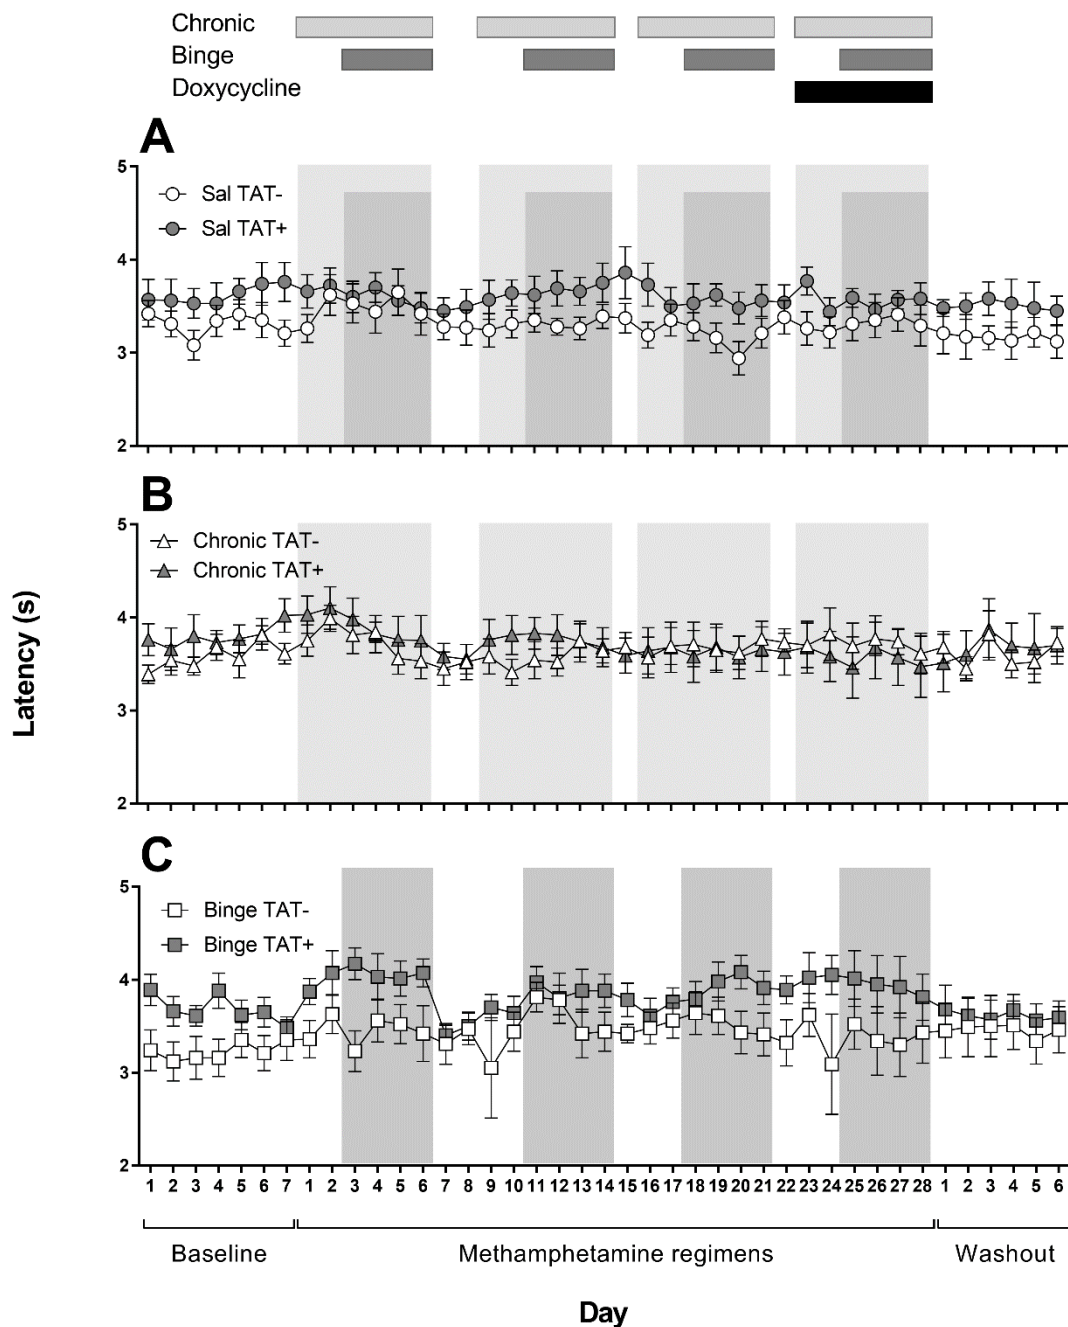 Chronic
Binge
Doxycycline
A
5
4
3
2
Sal TAT-
Sal TAT+
B
5
4
3
2
Chronic TAT-
Chronic TAT+
Latency (s)
C
5
4
3
2
Binge TAT-
Binge TAT+
1 2 3 4 5 6 7 1 2 3 4 5 6 7 8 9 10 11 12 13 14 15 16 17 18 19 20 21 22 23 24 25 26 27 28 1 2 3 4 5 6
Baseline Methamphetamine regimens Washout
Day